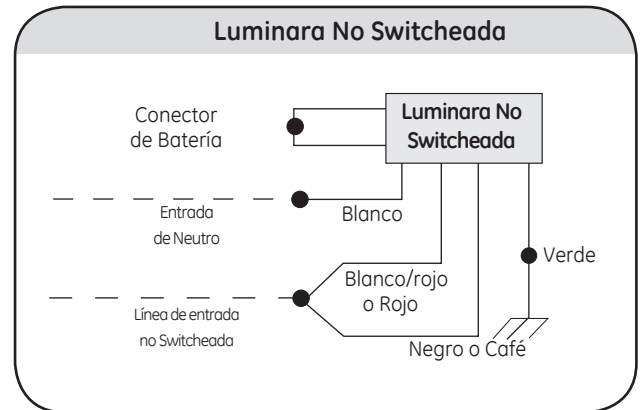 Luminara No Switcheada
Conector
de Batería
Luminara No
Switcheada
Entrada
de Neutro
Blanco
Verde
Blanco/rojo
o Rojo
Línea de entrada
no Switcheada
Negro o Café